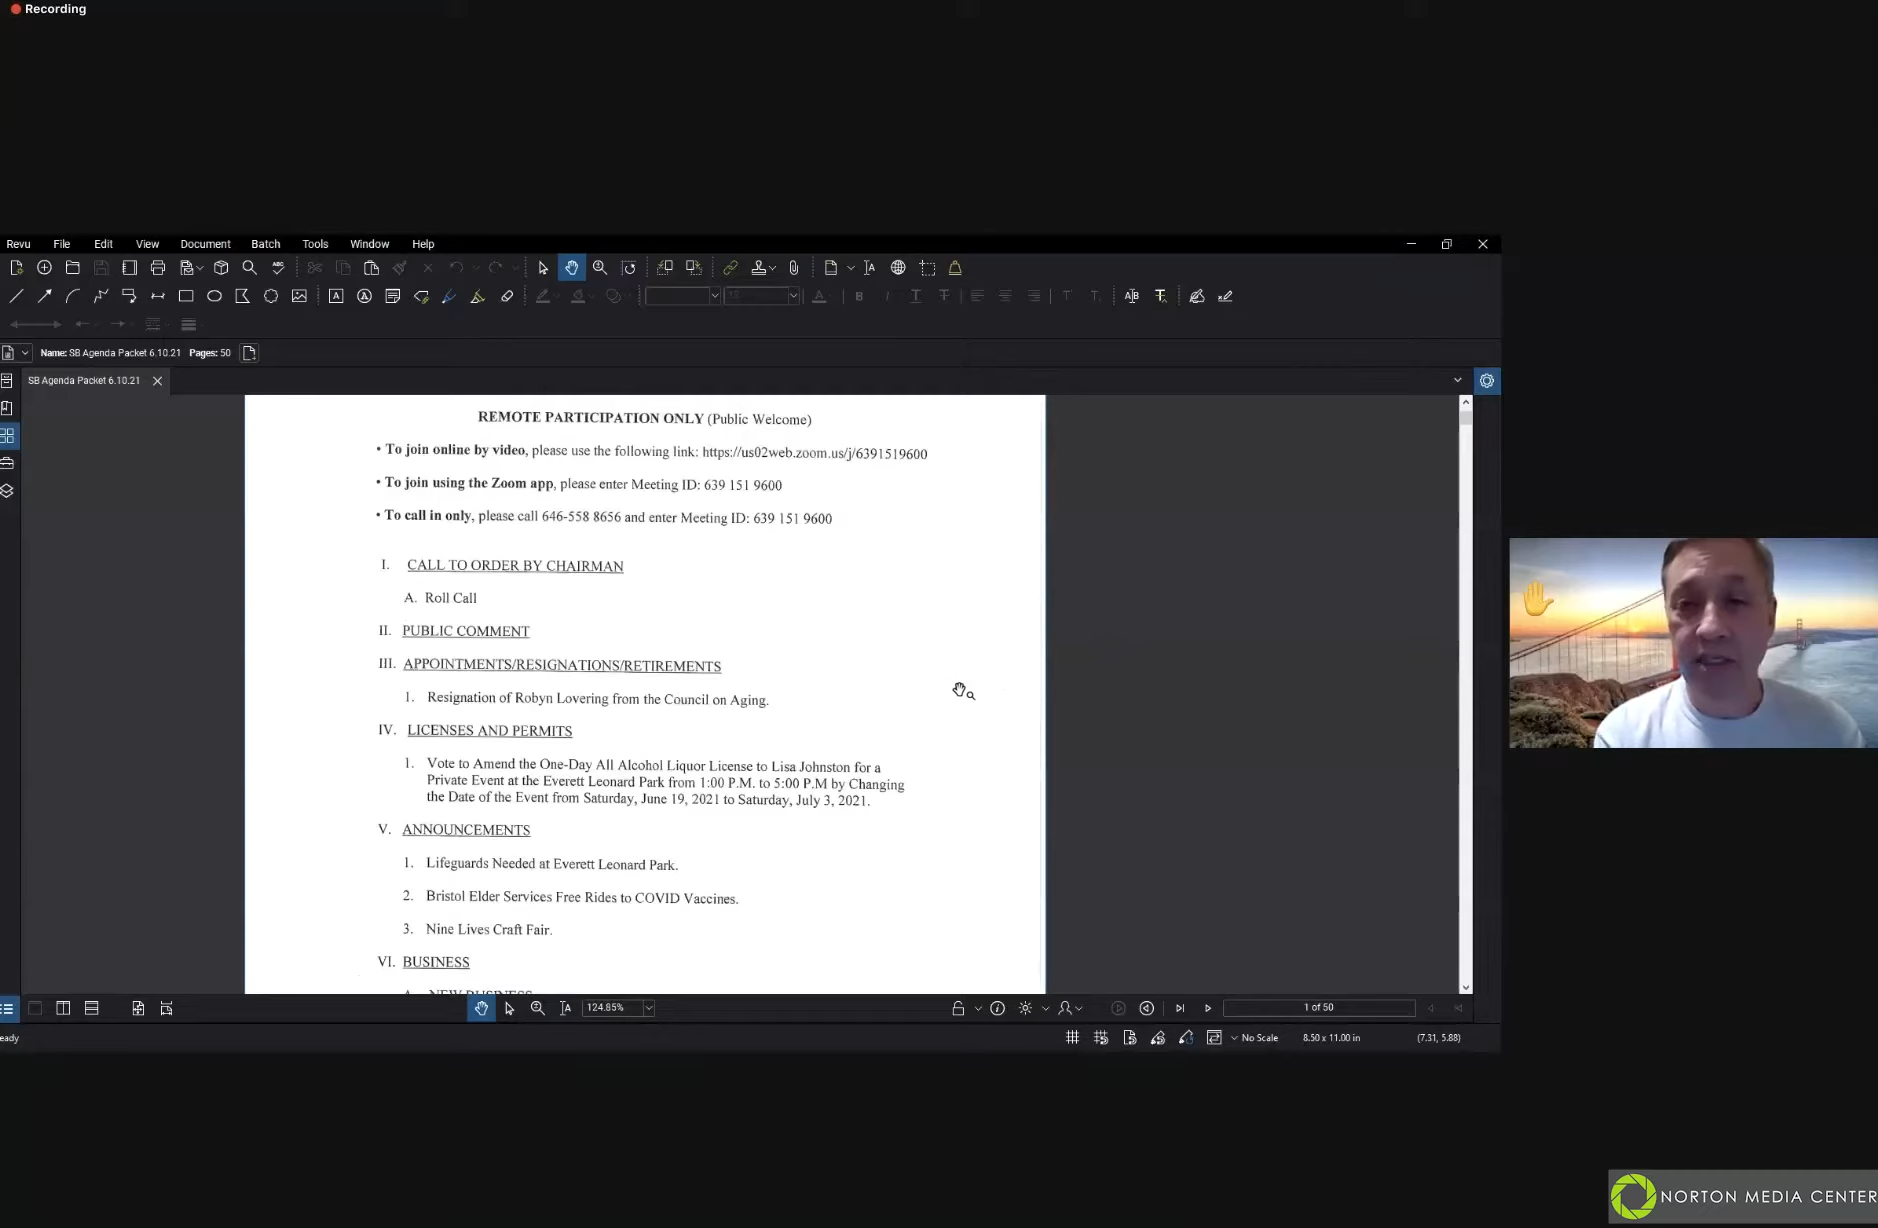 Recording
Revu File Edit View Document Batch Tools Window Help
Name: SB Agenda Packet 6.10.21 Pages: 50
SB Agenda Packet 6.10.21
REMOTE PARTICIPATION ONLY (Public Welcome)
• To join online by video, please use the following link: https://us02web.zoom.us/j/6391519600
• To join using the Zoom app, please enter Meeting ID: 639 151 9600
• To call in only, please call 646-558 8656 and enter Meeting ID: 639 151 9600
I. CALL TO ORDER BY CHAIRMAN
A. Roll Call
II. PUBLIC COMMENT
III. APPOINTMENTS/RESIGNATIONS/RETIREMENTS
1. Resignation of Robyn Lovering from the Council on Aging.
IV. LICENSES AND PERMITS
1. Vote to Amend the One-Day All Alcohol Liquor License to Lisa Johnston for a
Private Event at the Everett Leonard Park from 1:00 P.M. to 5:00 P.M by Changing
the Date of the Event from Saturday, June 19, 2021 to Saturday, July 3, 2021.
V. ANNOUNCEMENTS
1. Lifeguards Needed at Everett Leonard Park.
2. Bristol Elder Services Free Rides to COVID Vaccines.
3. Nine Lives Craft Fair.
VI. BUSINESS
A. NEW BUSINESS
124.85%
1 of 50
eady
No Scale 8.50 x 11.00 in (7.31, 5.88)
NORTON MEDIA CENTER